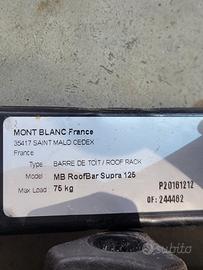 MONT BLANC France
35417 SAINT MALO CEDEX
France
Type : BARRE DE TOIT / ROOF RACK
Model : MB RoofBar Supra 125
Max Load : 75 kg
P20161212
OF: 244462
subito